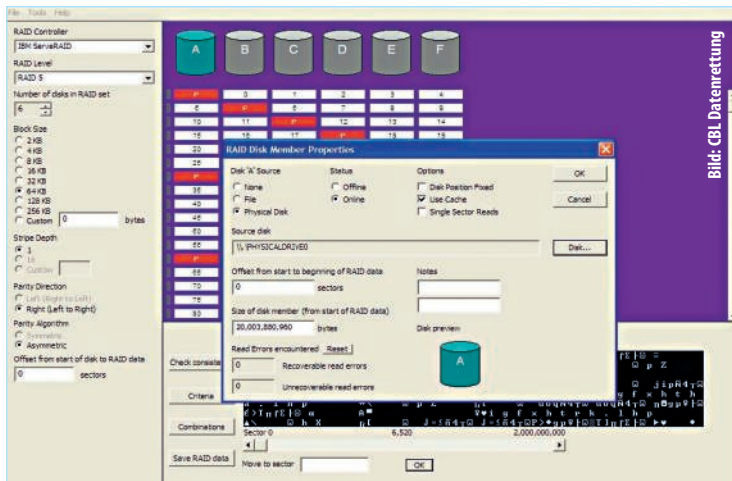 File Tools Help
RAID Controller
IBM ServeRAID
RAID Level
RAID 5
Number of disks in RAID set
6
Block Size
2 KB
4 KB
8 KB
16 KB
32 KB
64 KB
128 KB
256 KB
Custom 0 bytes
Stripe Depth
1
16
Custom
Parity Direction
Left (Right to Left)
Right (Left to Right)
Parity Algorithm
Symmetric
Asymmetric
Offset from start of disk to RAID data
0 sectors
A B C D E F
P 0 1 2 3 4
5 P 6 7 8 9
10 11 P 12 13 14
15 16 17 P 18 19
20
25
P
35
40
45
50
55
P
65
70
75
80
RAID Disk Member Properties
Disk 'A' Source
None
File
Physical Disk
Status
Offline
Online
Options
Disk Position Fixed
Use Cache
Single Sector Reads
OK
Cancel
Source disk
\\.\PHYSICALDRIVE0
Disk...
Offset from start to beginning of RAID data
0 sectors
Notes
Size of disk member (from start of RAID data)
20,003,880,960 bytes
Disk preview
A
Read Errors encountered Reset
0 Recoverable read errors
0 Unrecoverable read errors
Check consiste
Criteria
Combinations
Save RAID data
Sector 0 6,520 2,000,000,000
Move to sector
OK
Bild: CBL Datenrettung